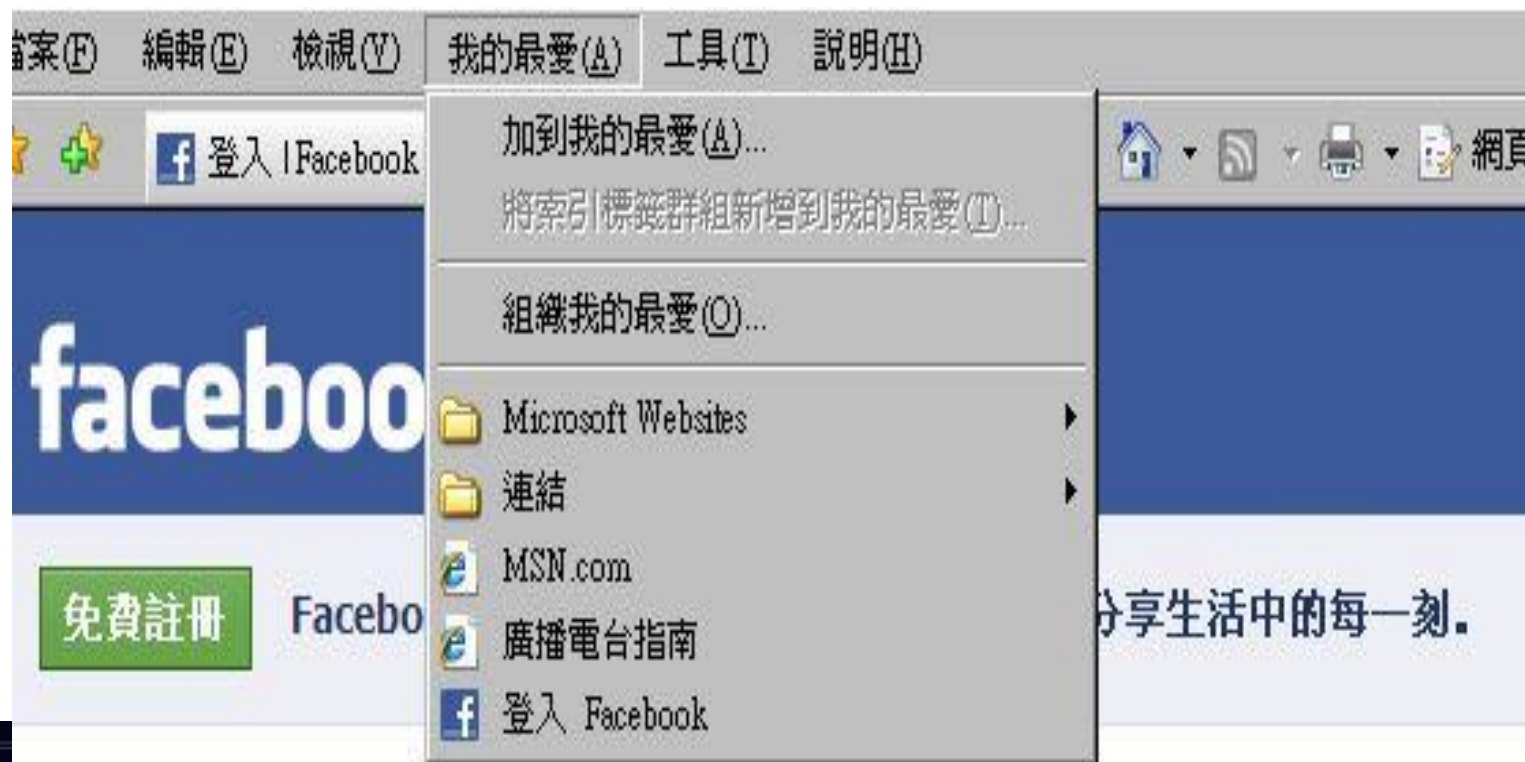 檔案(F) 編輯(E) 檢視(V) 我的最愛(A) 工具(T) 說明(H)
登入 | Facebook
網頁
加到我的最愛(A)...
將索引標籤群組新增到我的最愛(T)...
組織我的最愛(O)...
Microsoft Websites
連結
MSN.com
廣播電台指南
登入 Facebook
faceboo
免費註冊 Facebo
分享生活中的每一刻。